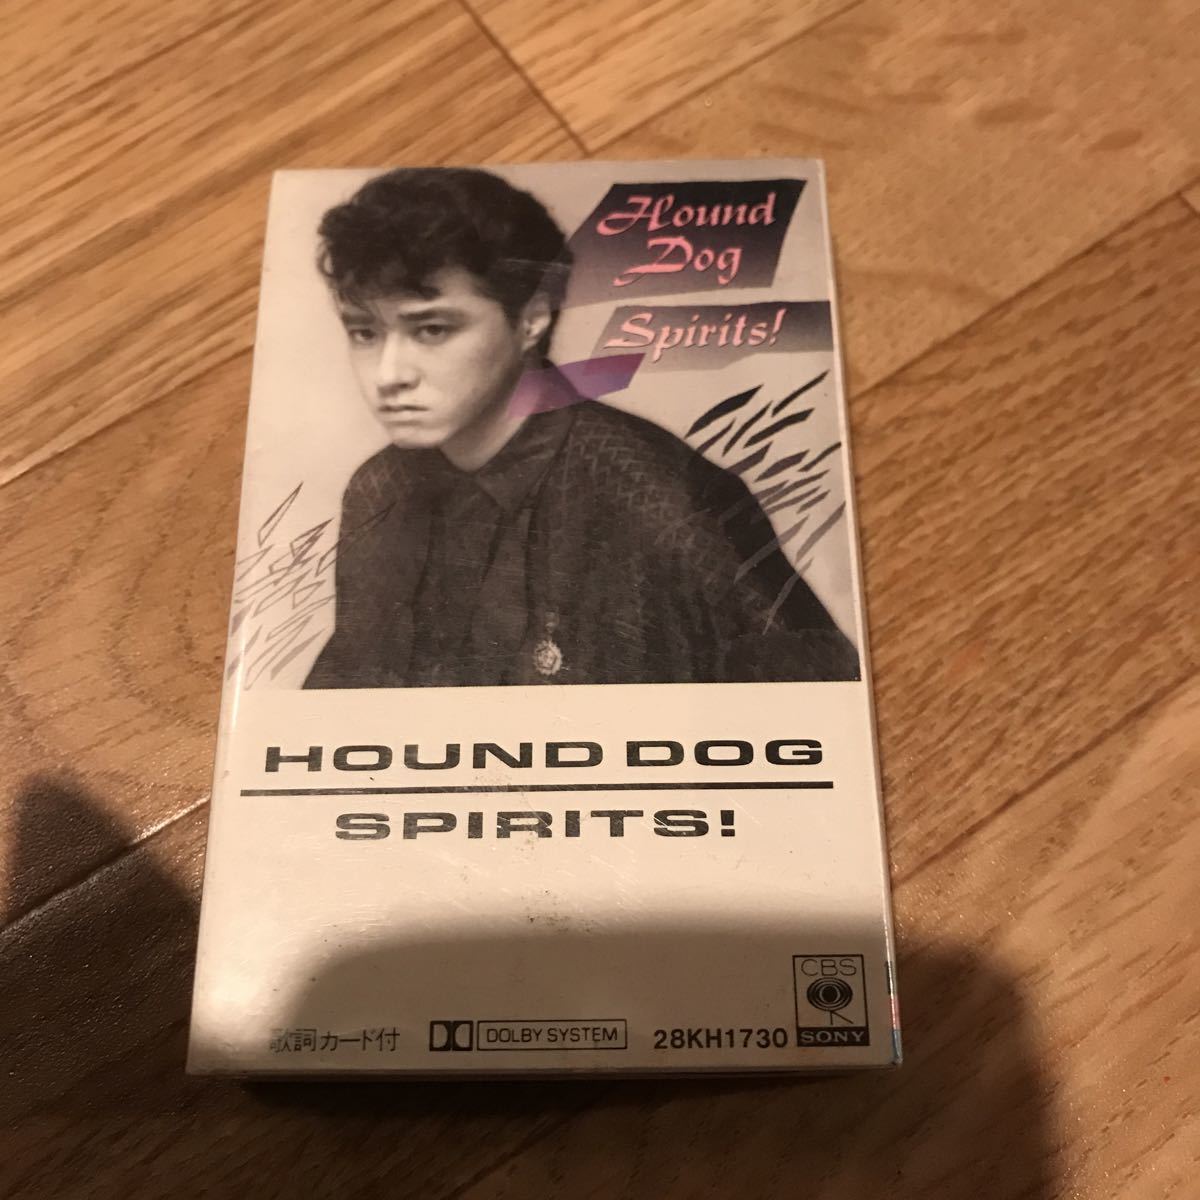 Hound
Dog
Spirits!
HOUND DOG
SPIRITS!
歌詞カード付
DOLBY SYSTEM
28KH1730
CBS
SONY